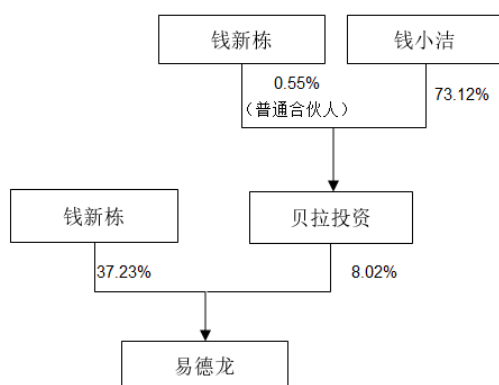 钱新栋
钱小洁
0.55%
（普通合伙人）
73.12%
钱新栋
贝拉投资
37.23%
8.02%
易德龙